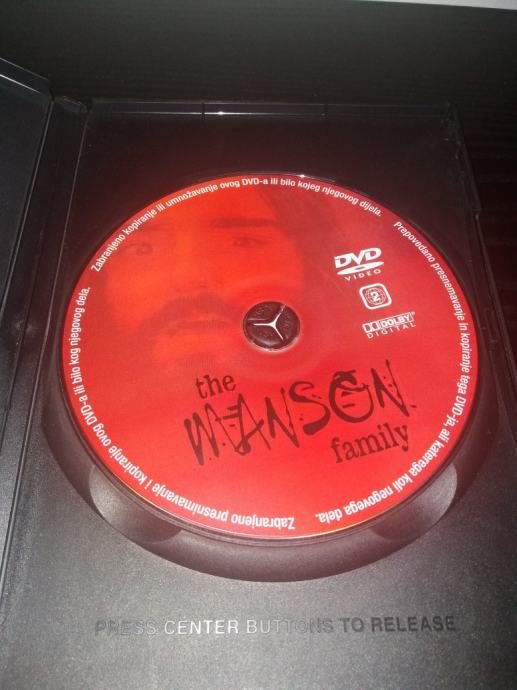 Zabranjeno kopiranje ili umnožavanje ovog DVD-a ili bilo kojeg njegovog dijela.
Prepovedano presnemavanje in kopiranje tega DVD-ja, ali katerega koli negovega dela.
Zabranjeno presnimavanje i kopiranje ovog DVD-a ili bilo kog njegovog dela.
DVD
VIDEO
2
DOLBY
DIGITAL
the
MANSON
family
PRESS CENTER BUTTONS TO RELEASE